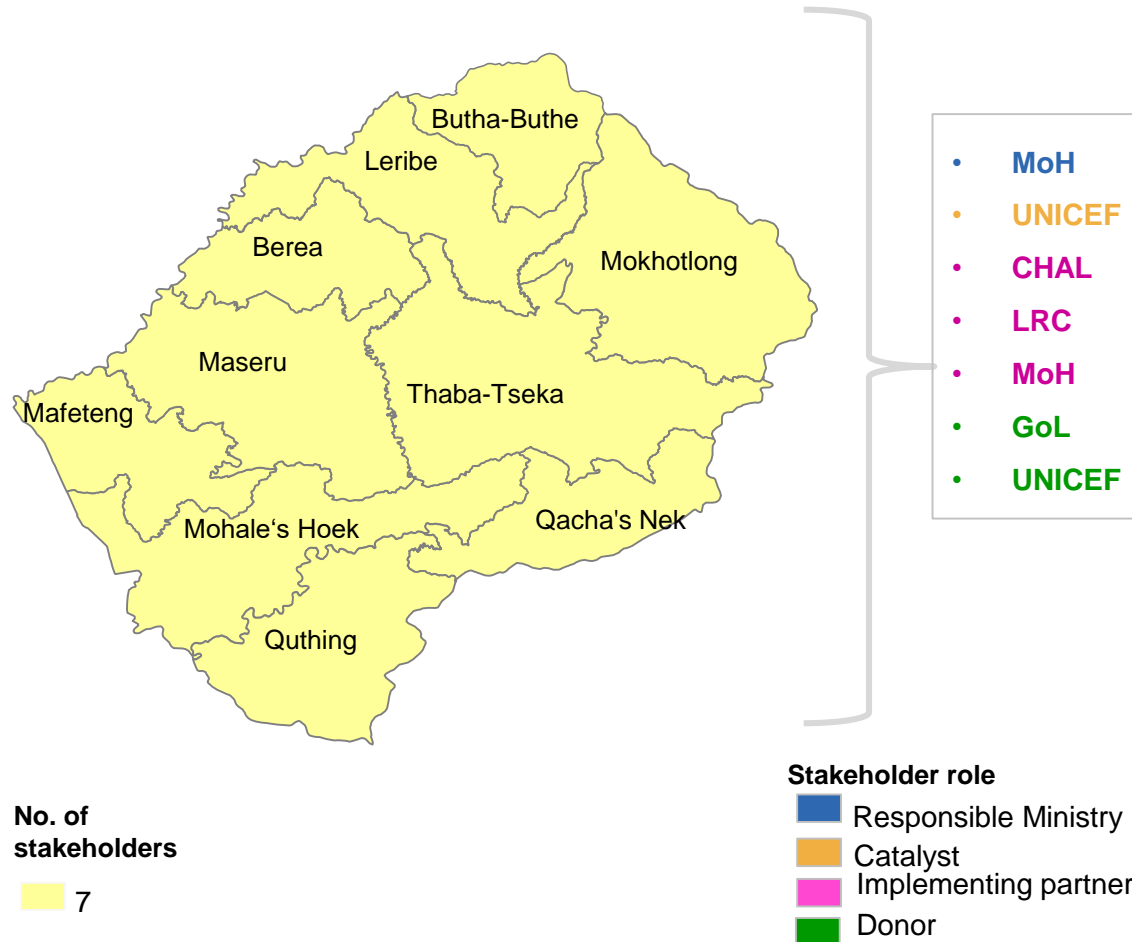 Butha-Buthe
Leribe
Berea
Mokhotlong
Maseru
Thaba-Tseka
Mafeteng
Mohale‘s Hoek
Qacha's Nek
Quthing
• MoH
• UNICEF
• CHAL
• LRC
• MoH
• GoL
• UNICEF
No. of
stakeholders
7
Stakeholder role
Responsible Ministry
Catalyst
Implementing partner
Donor